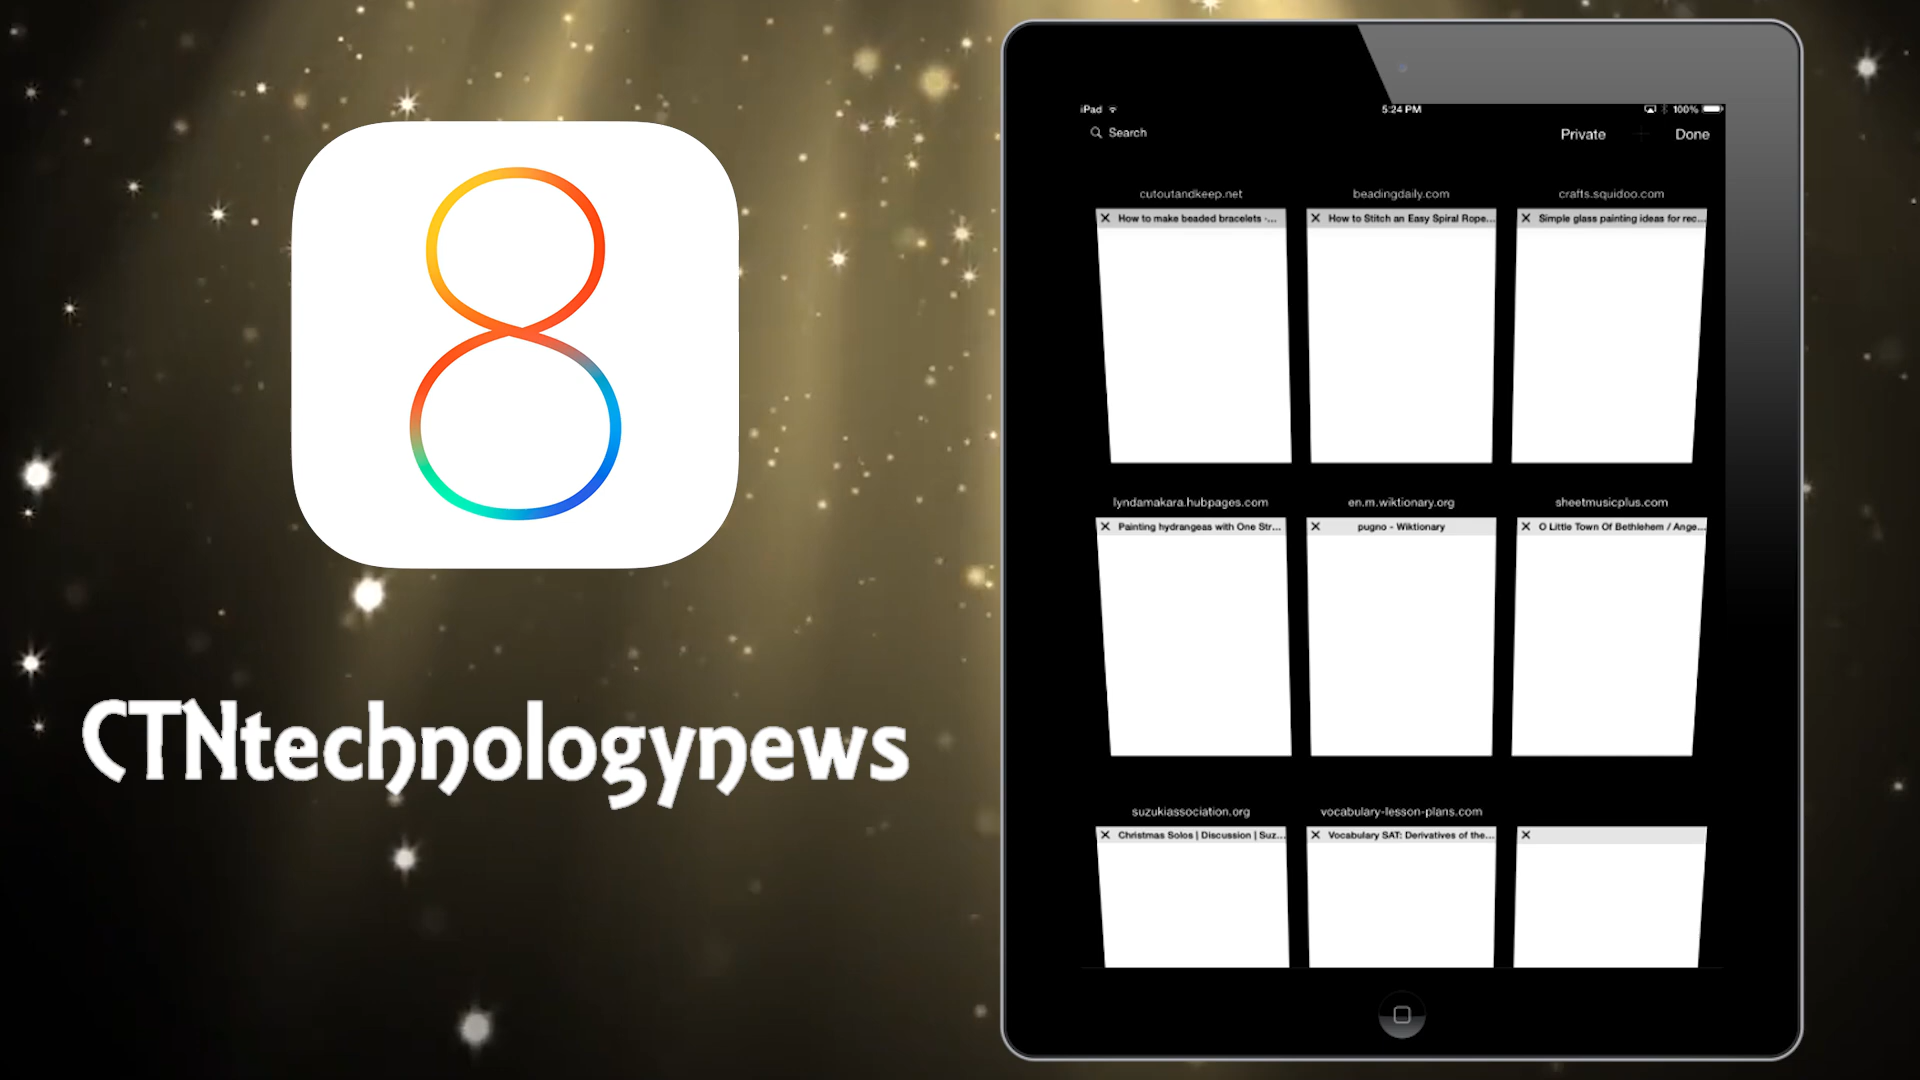 8
CTNtechnologynews
iPad
5:24 PM
100%
Search
Private
Done
cutoutandkeep.net
beadingdaily.com
crafts.squidoo.com
How to make beaded bracelets -...
How to Stitch an Easy Spiral Rope...
Simple glass painting ideas for rec...
lyndamakara.hubpages.com
en.m.wiktionary.org
sheetmusicplus.com
Painting hydrangeas with One Str...
pugno - Wiktionary
O Little Town Of Bethlehem / Ange...
suzukiassociation.org
vocabulary-lesson-plans.com
Christmas Solos | Discussion | Suz...
Vocabulary SAT: Derivatives of the...